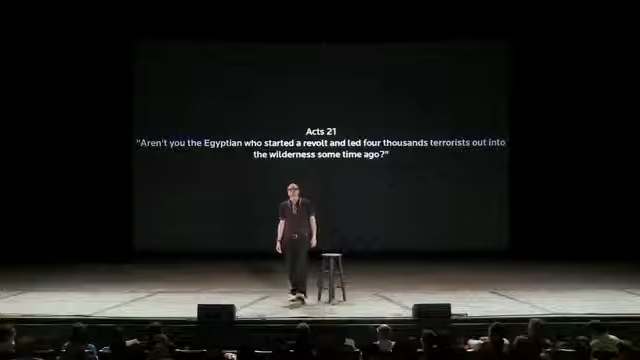 Acts 21
"Aren't you the Egyptian who started a revolt and led four thousands terrorists out into
the wilderness some time ago?"